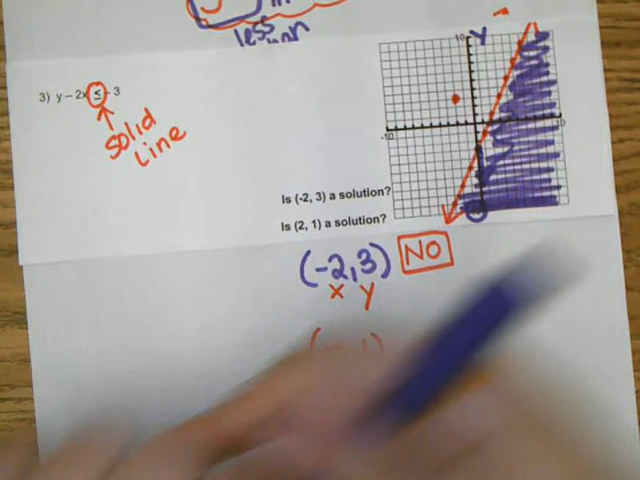 less than
3) y – 2x ≤ – 3
solid
line
y
10
-10
10
Is (-2, 3) a solution?
Is (2, 1) a solution?
(-2,3) NO
x y